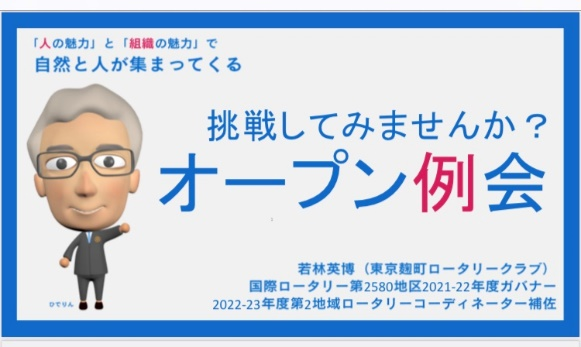 「人の魅力」と「組織の魅力」で
自然と人が集まってくる
挑戦してみませんか？
オープン例会
若林英博（東京麹町ロータリークラブ）
国際ロータリー第2580地区2021-22年度ガバナー
2022-23年度第2地域ロータリーコーディネーター補佐
ひでりん